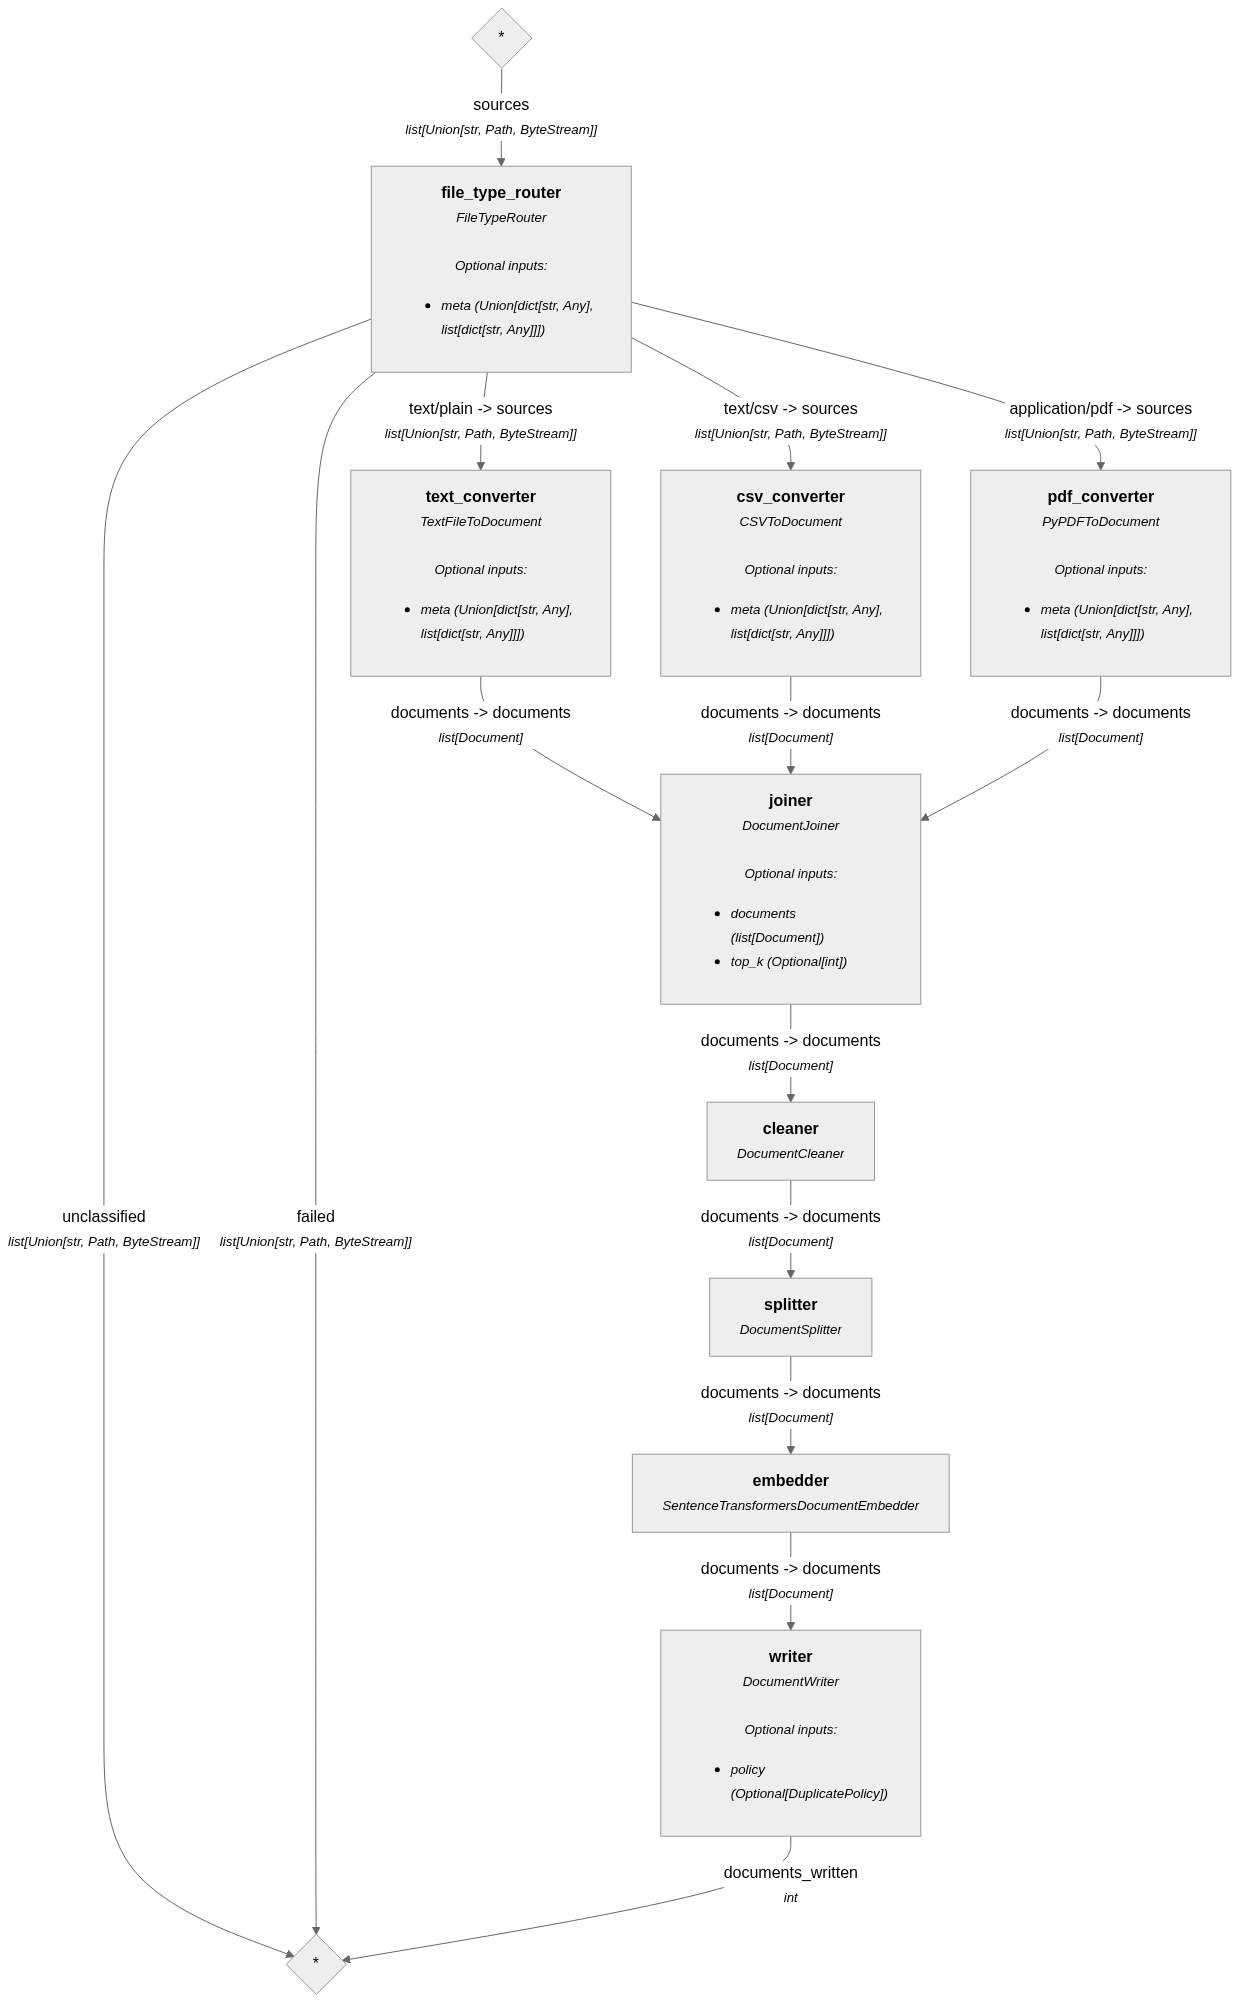 *
sources
list[Union[str, Path, ByteStream]]
file_type_router
FileTypeRouter
Optional inputs:
• meta (Union[dict[str, Any],
list[dict[str, Any]]])
text/plain -> sources
list[Union[str, Path, ByteStream]]
text/csv -> sources
list[Union[str, Path, ByteStream]]
application/pdf -> sources
list[Union[str, Path, ByteStream]]
text_converter
TextFileToDocument
Optional inputs:
• meta (Union[dict[str, Any],
list[dict[str, Any]]])
csv_converter
CSVToDocument
Optional inputs:
• meta (Union[dict[str, Any],
list[dict[str, Any]]])
pdf_converter
PyPDFToDocument
Optional inputs:
• meta (Union[dict[str, Any],
list[dict[str, Any]]])
documents -> documents
list[Document]
documents -> documents
list[Document]
documents -> documents
list[Document]
joiner
DocumentJoiner
Optional inputs:
• documents
(list[Document])
• top_k (Optional[int])
documents -> documents
list[Document]
cleaner
DocumentCleaner
unclassified
list[Union[str, Path, ByteStream]]
failed
list[Union[str, Path, ByteStream]]
documents -> documents
list[Document]
splitter
DocumentSplitter
documents -> documents
list[Document]
embedder
SentenceTransformersDocumentEmbedder
documents -> documents
list[Document]
writer
DocumentWriter
Optional inputs:
• policy
(Optional[DuplicatePolicy])
documents_written
int
*